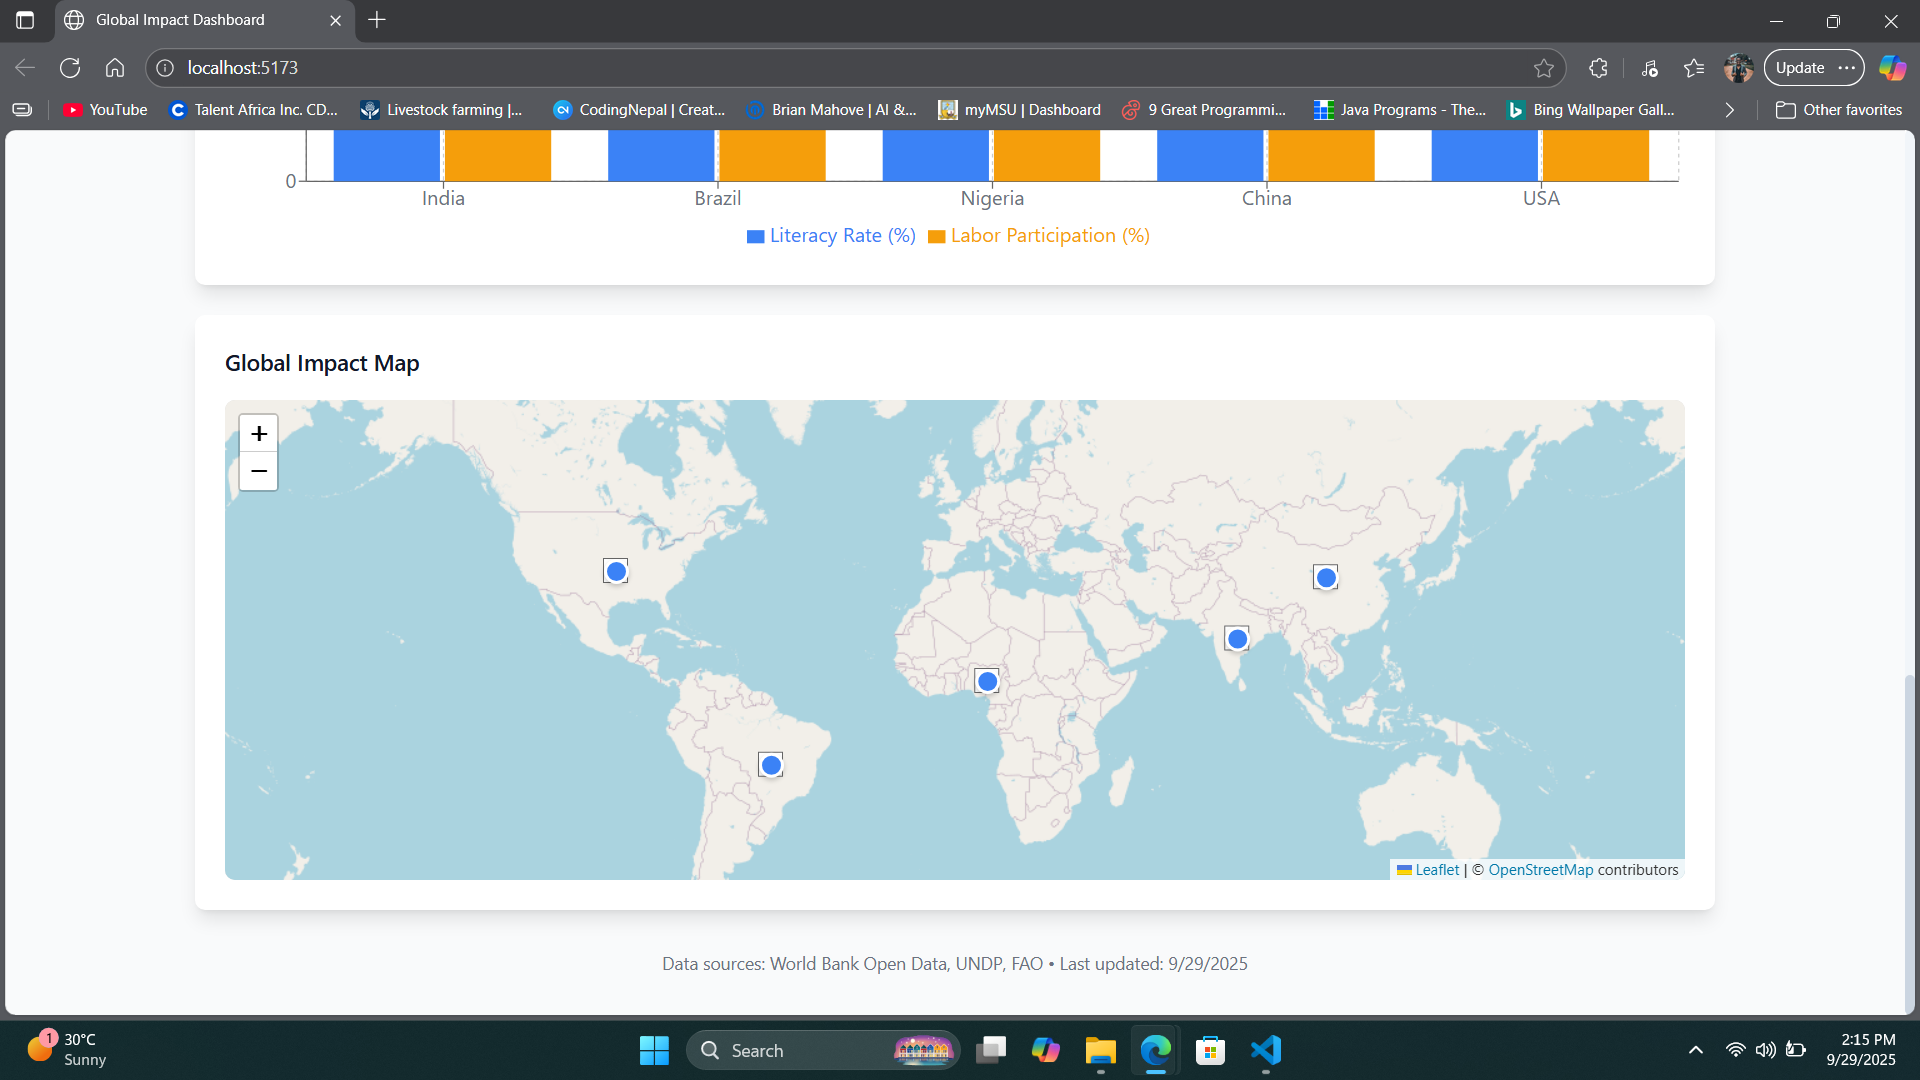 Global Impact Dashboard
localhost:5173
Update
YouTube
Talent Africa Inc. CD...
Livestock farming |...
CodingNepal | Creat...
Brian Mahove | AI &...
myMSU | Dashboard
9 Great Programmi...
Java Programs - The...
Bing Wallpaper Gall...
Other favorites
0
India
Brazil
Nigeria
China
USA
Literacy Rate (%)
Labor Participation (%)
Global Impact Map
+
−
Leaflet | © OpenStreetMap contributors
Data sources: World Bank Open Data, UNDP, FAO • Last updated: 9/29/2025
1
30°C
Sunny
Search
2:15 PM
9/29/2025